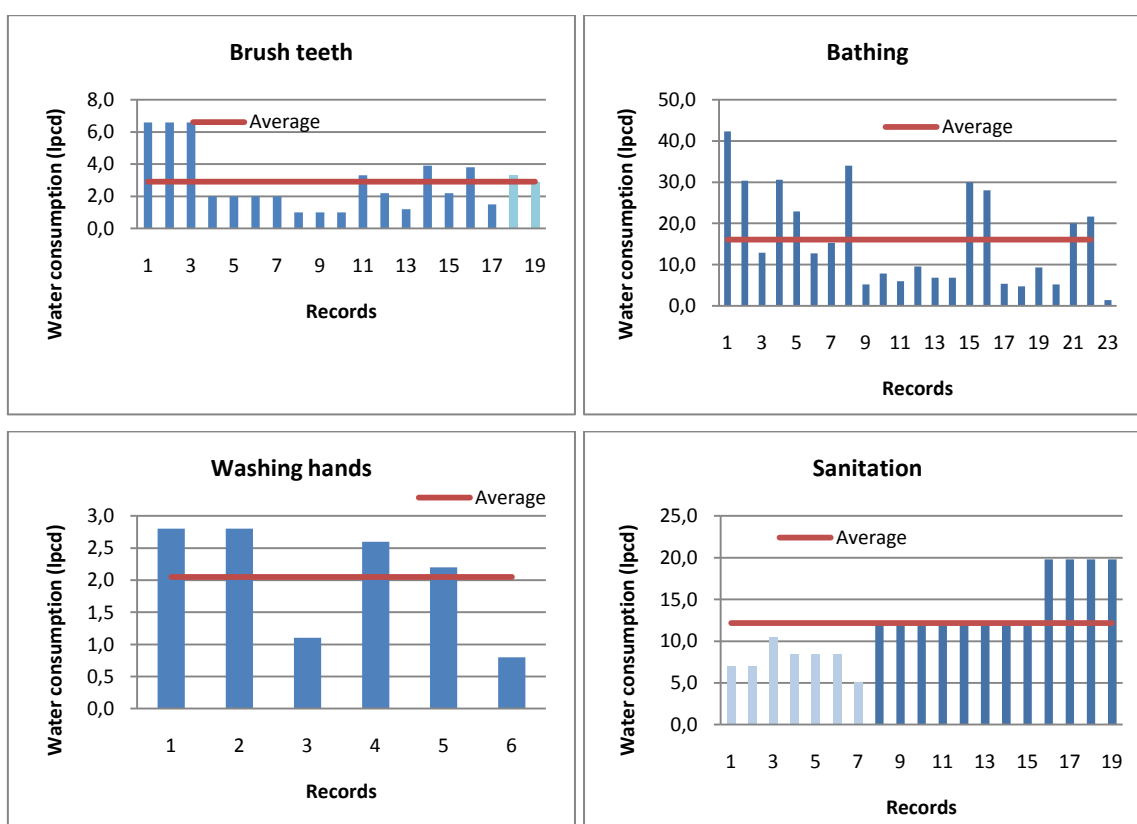 Brush teeth
Water consumption (lpcd)
8,0
6,0
4,0
2,0
0,0
Average
1 3 5 7 9 11 13 15 17 19
Records
Bathing
Water consumption (lpcd)
50,0
40,0
30,0
20,0
10,0
0,0
Average
1 3 5 7 9 11 13 15 17 19 21 23
Records
Washing hands
Average
Water consumption (lpcd)
3,0
2,5
2,0
1,5
1,0
0,5
0,0
1 2 3 4 5 6
Records
Sanitation
Water consumption (lpcd)
25,0
20,0
15,0
10,0
5,0
0,0
Average
1 3 5 7 9 11 13 15 17 19
Records